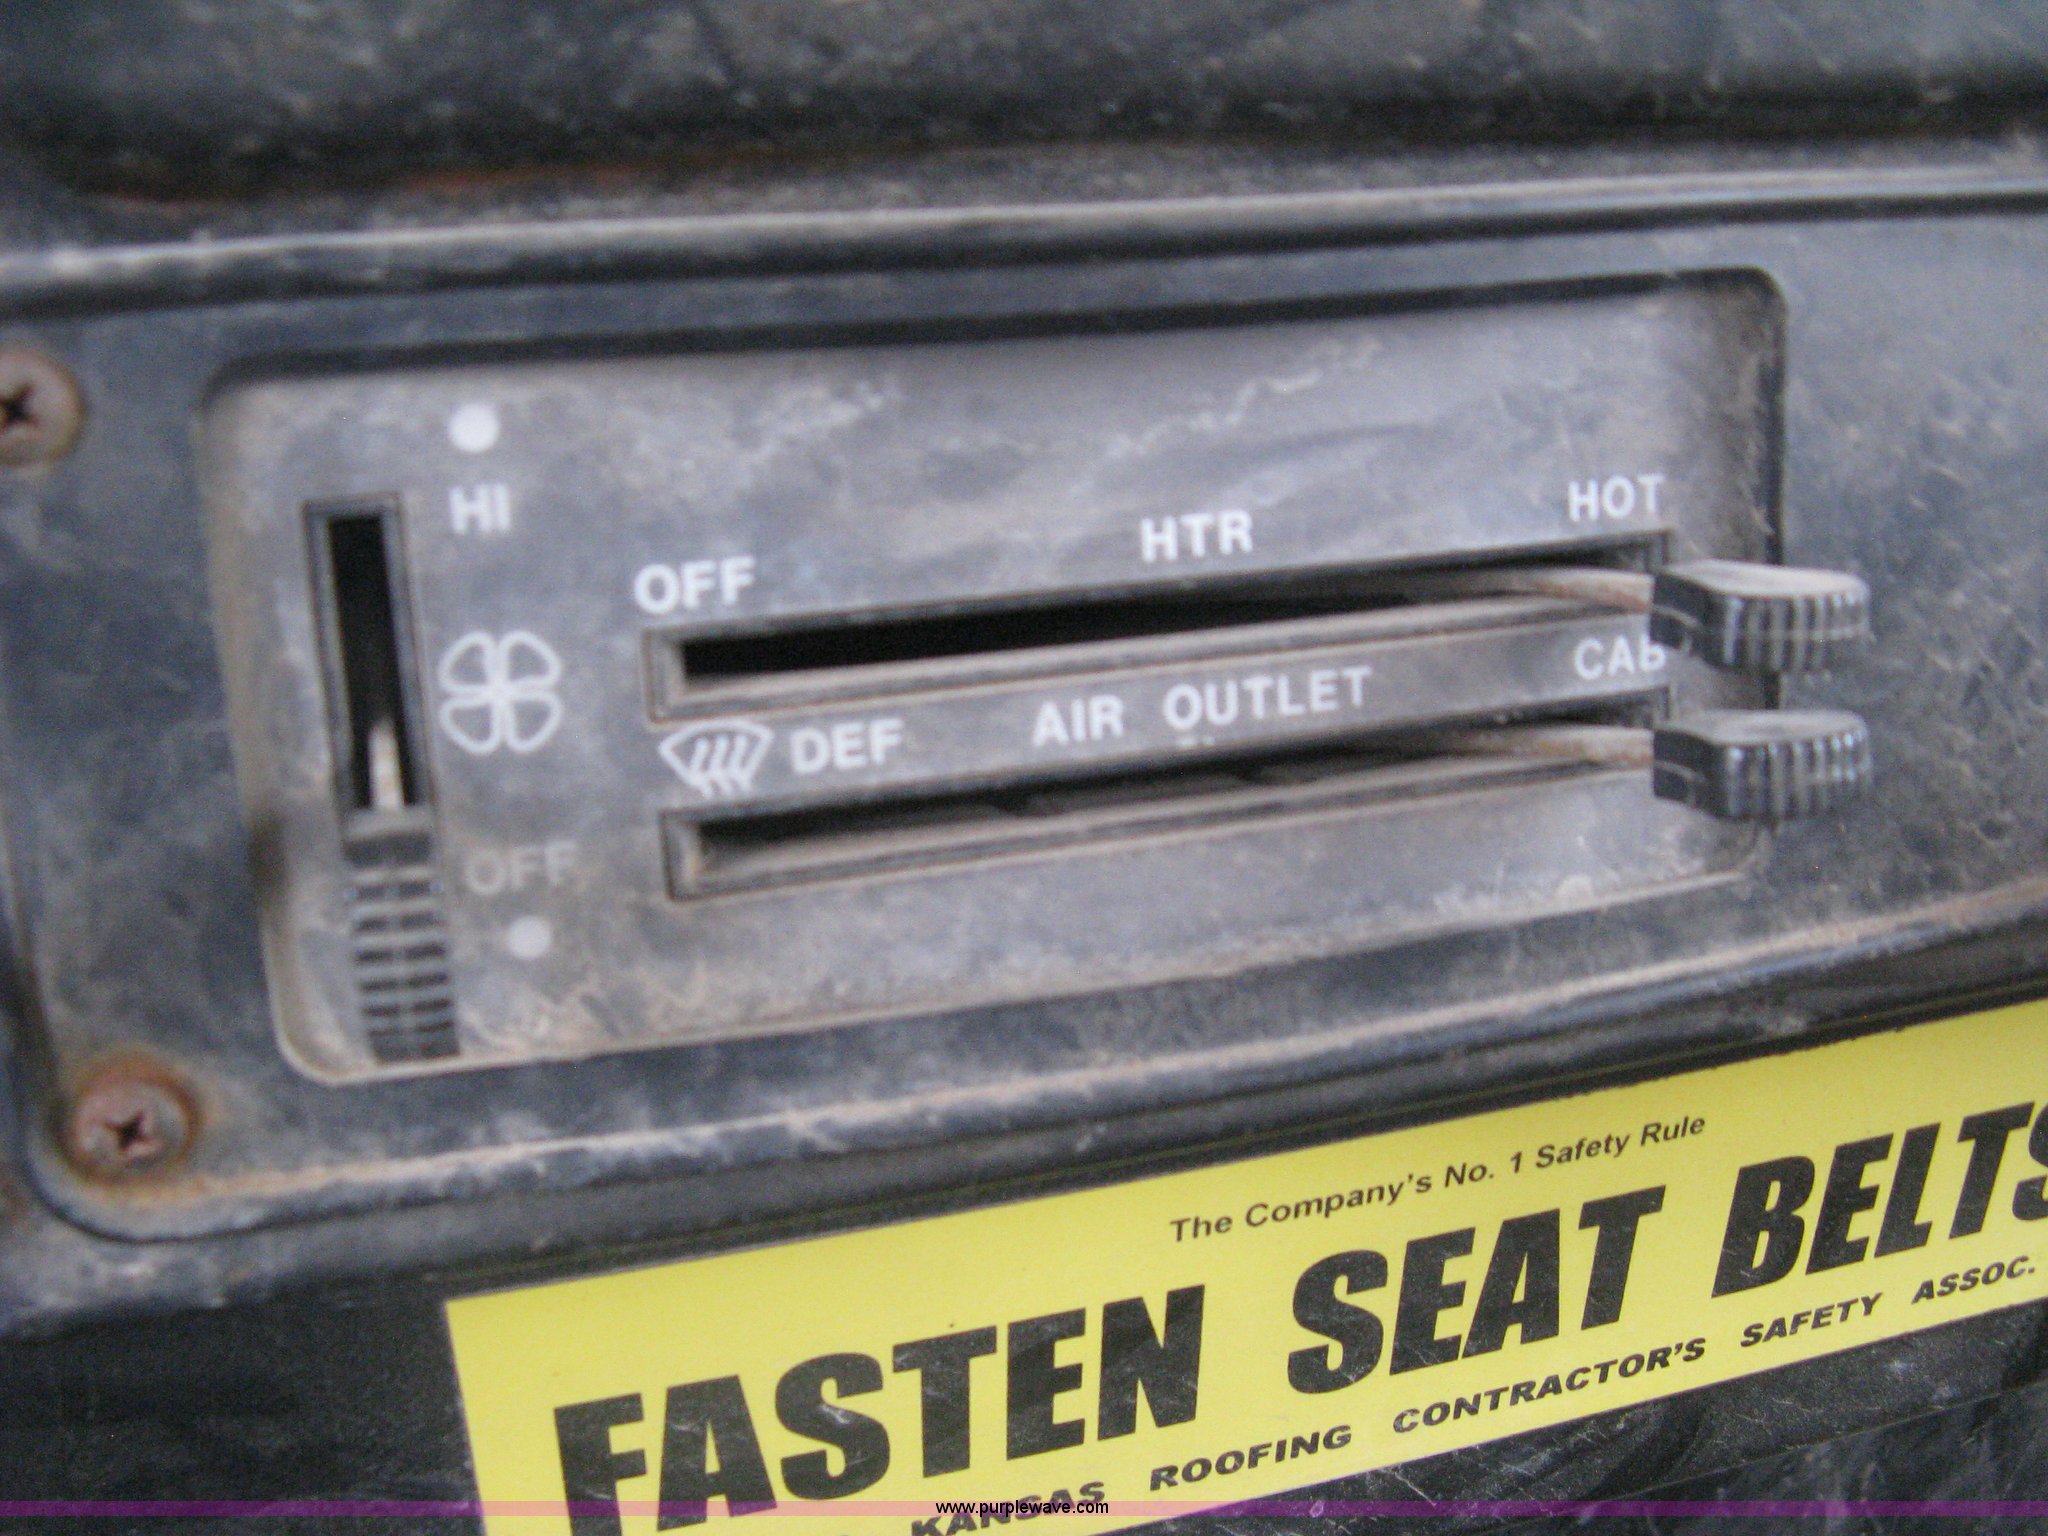 HI
OFF HTR HOT
DEF AIR OUTLET CAB
OFF
The Company's No. 1 Safety Rule
FASTEN SEAT BELTS
KANSAS ROOFING CONTRACTOR'S SAFETY ASSOC.
www.purplewave.com